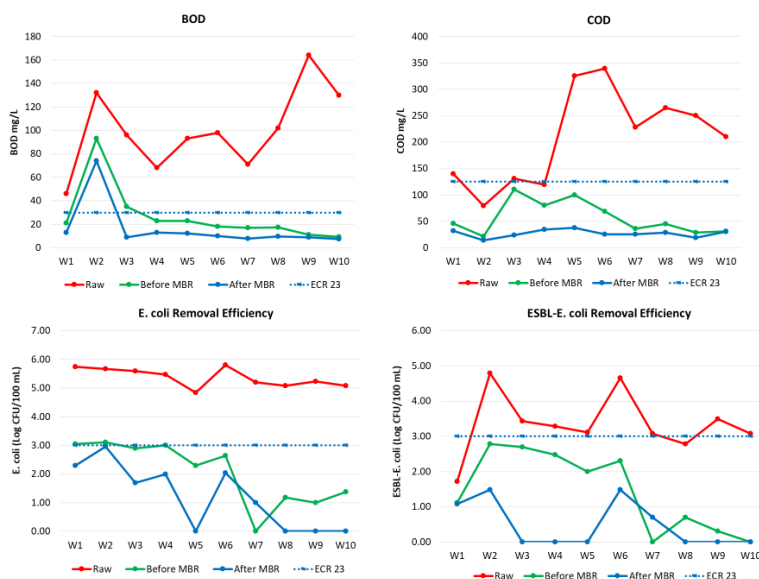 BOD
180
160
140
120
100
80
60
40
20
0
BOD mg/L
W1 W2 W3 W4 W5 W6 W7 W8 W9 W10
Raw Before MBR After MBR ECR 23
COD
400
350
300
250
200
150
100
50
0
COD mg/L
W1 W2 W3 W4 W5 W6 W7 W8 W9 W10
Raw Before MBR After MBR ECR 23
E. coli Removal Efficiency
7.00
6.00
5.00
4.00
3.00
2.00
1.00
0.00
E. coli (Log CFU/100 mL)
W1 W2 W3 W4 W5 W6 W7 W8 W9 W10
Raw Before MBR After MBR ECR 23
ESBL-E. coli Removal Efficiency
6.00
5.00
4.00
3.00
2.00
1.00
0.00
ESBL-E. coli (Log CFU/100 mL)
W1 W2 W3 W4 W5 W6 W7 W8 W9 W10
Raw Before MBR After MBR ECR 23